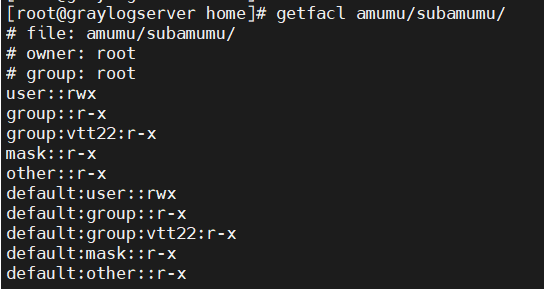 [root@graylogserver home]# getfacl amumu/subamumu/
# file: amumu/subamumu/
# owner: root
# group: root
user::rwx
group::r-x
group:vtt22:r-x
mask::r-x
other::r-x
default:user::rwx
default:group::r-x
default:group:vtt22:r-x
default:mask::r-x
default:other::r-x